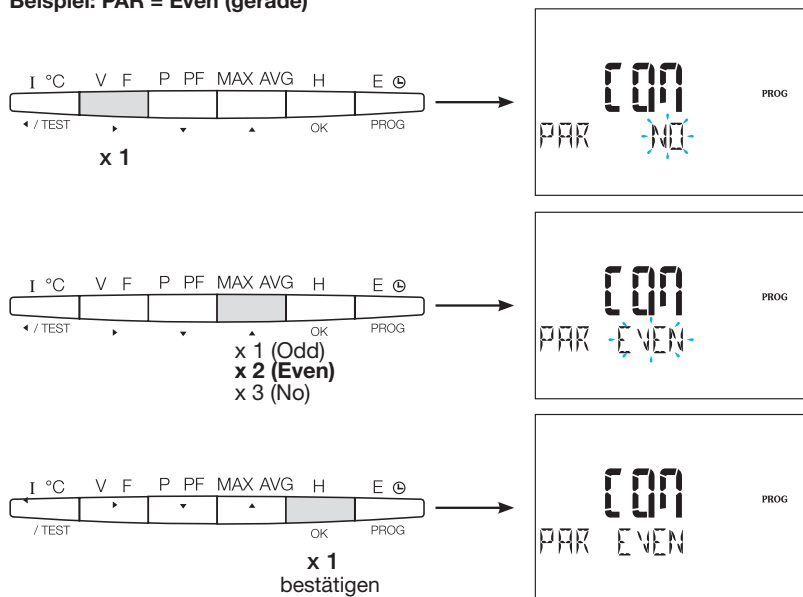 Beispiel: PAR = Even (gerade)
I °C V F P PF MAX AVG H E
/ TEST OK PROG
x 1
COM PROG
PAR NO
I °C V F P PF MAX AVG H E
/ TEST OK PROG
x 1 (Odd)
x 2 (Even)
x 3 (No)
COM PROG
PAR EVEN
I °C V F P PF MAX AVG H E
/ TEST OK PROG
x 1
bestätigen
COM PROG
PAR EVEN